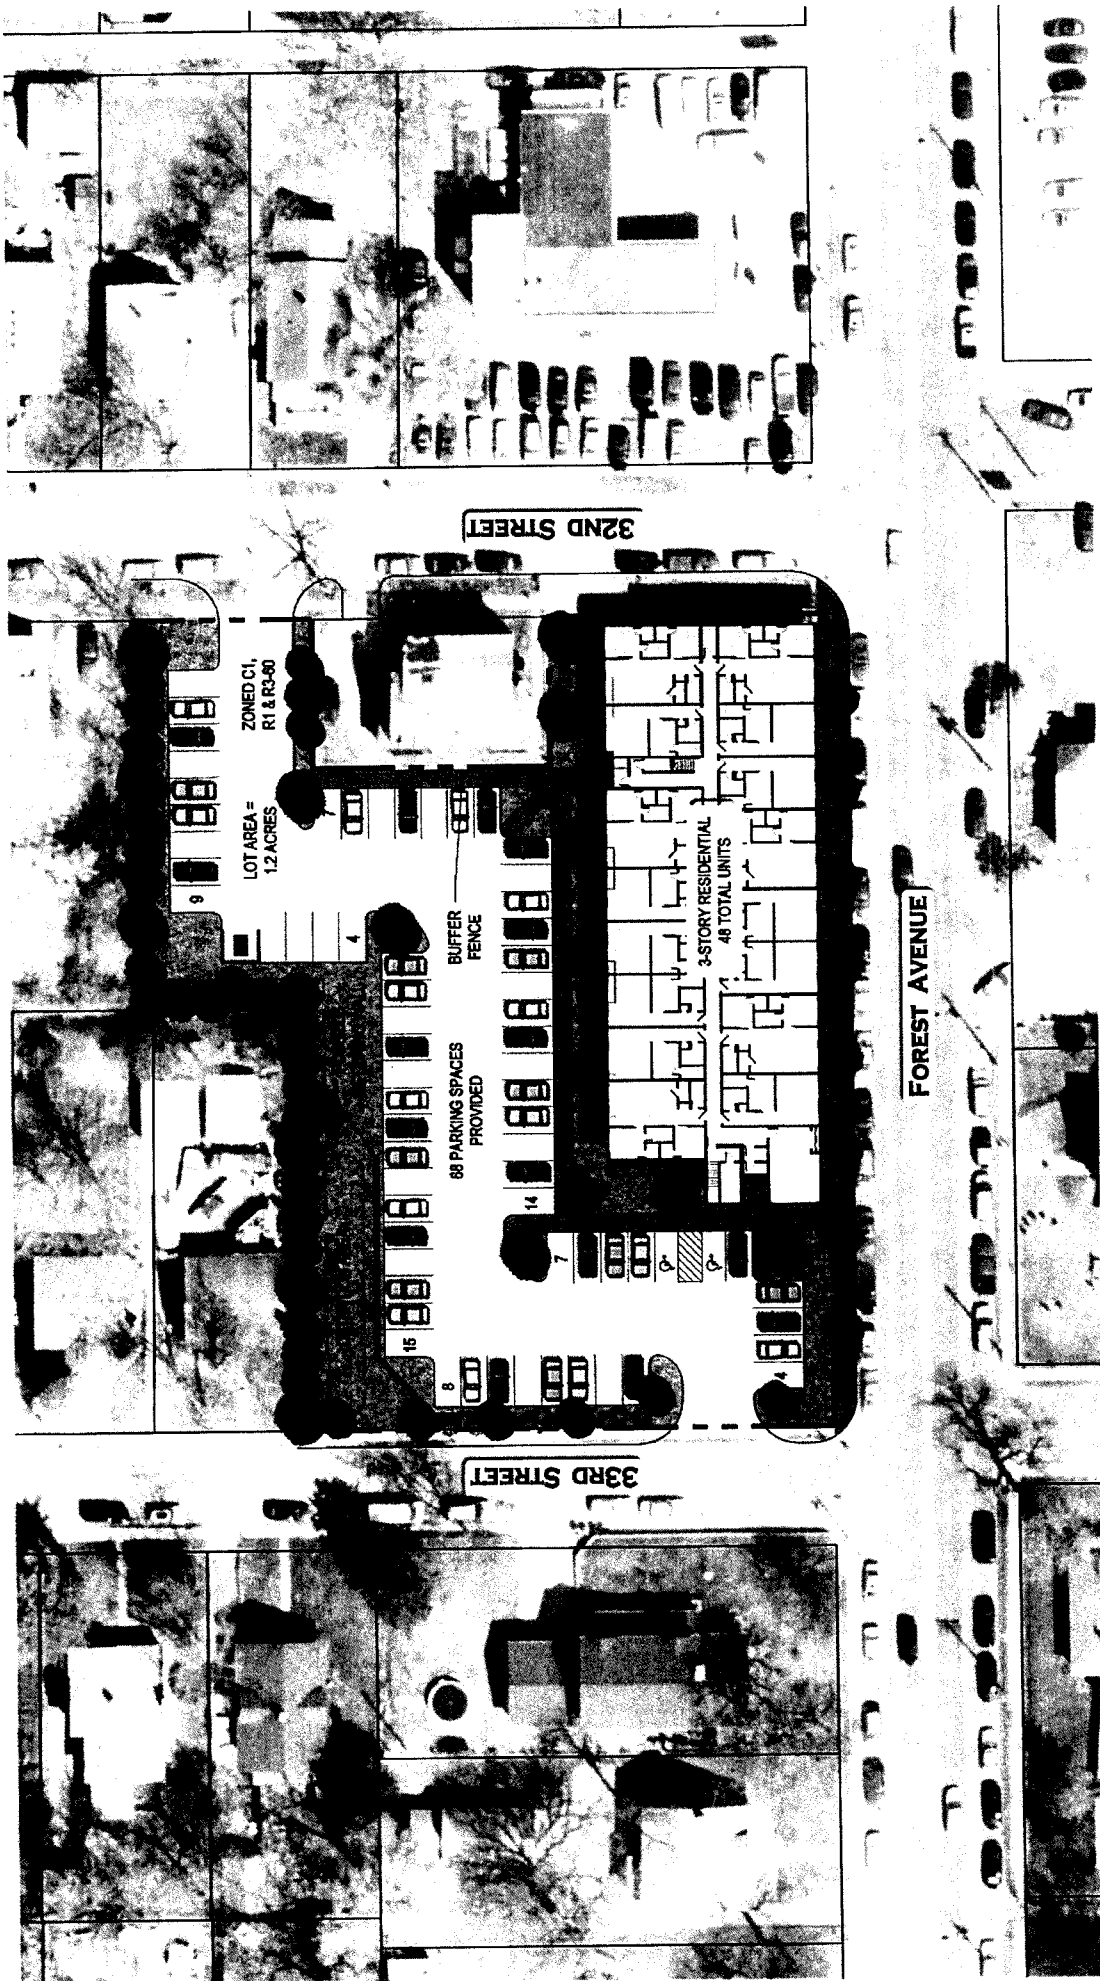 32ND STREET
ZONED C1,
R1 & R3-60
LOT AREA =
1.2 ACRES
9
7
4
BUFFER
FENCE
3-STORY RESIDENTIAL
48 TOTAL UNITS
FOREST AVENUE
68 PARKING SPACES
PROVIDED
14
7
15
8
4
33RD STREET